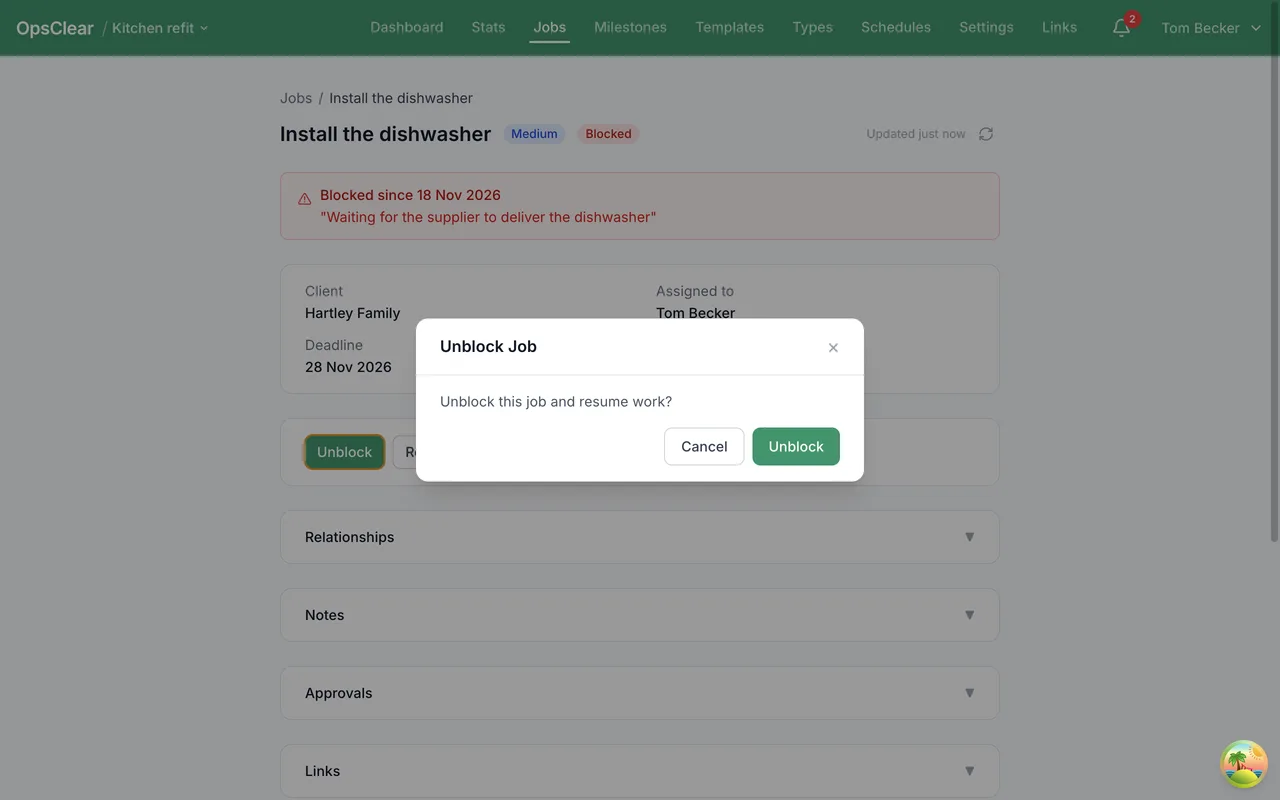 OpsClear / Kitchen refit
Dashboard Stats Jobs Milestones Templates Types Schedules Settings Links 2 Tom Becker
Jobs / Install the dishwasher
Install the dishwasher Medium Blocked Updated just now
Blocked since 18 Nov 2026
"Waiting for the supplier to deliver the dishwasher"
Client Assigned to
Hartley Family Tom Becker
Deadline
28 Nov 2026
Unblock Job
Unblock this job and resume work?
Cancel Unblock
Unblock
Relationships
Notes
Approvals
Links